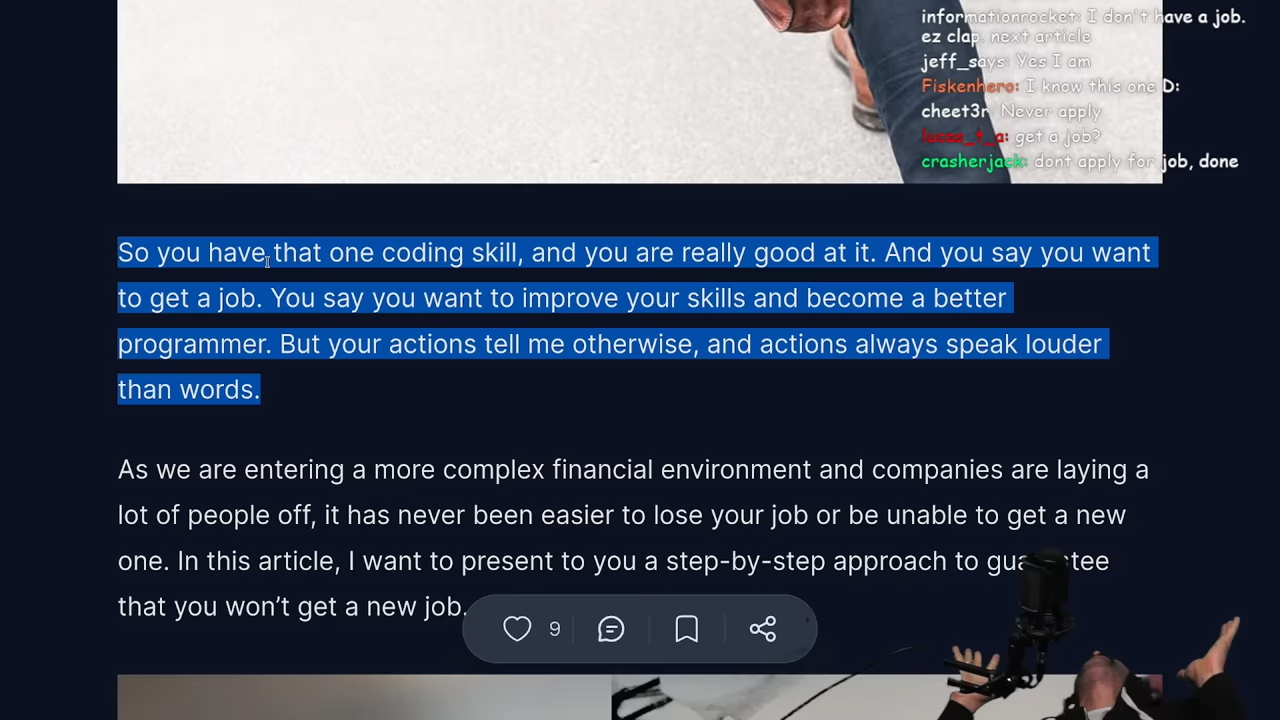 informationrocket: I don't have a job.
ez clap. next article
jeff_says: Yes I am
Fiskenhero: I know this one D:
cheet3r: Never apply
lucas_t_a: get a job?
crasherjack: dont apply for job, done
So you have that one coding skill, and you are really good at it. And you say you want
to get a job. You say you want to improve your skills and become a better
programmer. But your actions tell me otherwise, and actions always speak louder
than words.
As we are entering a more complex financial environment and companies are laying a
lot of people off, it has never been easier to lose your job or be unable to get a new
one. In this article, I want to present to you a step-by-step approach to guarantee
that you won’t get a new job.
9